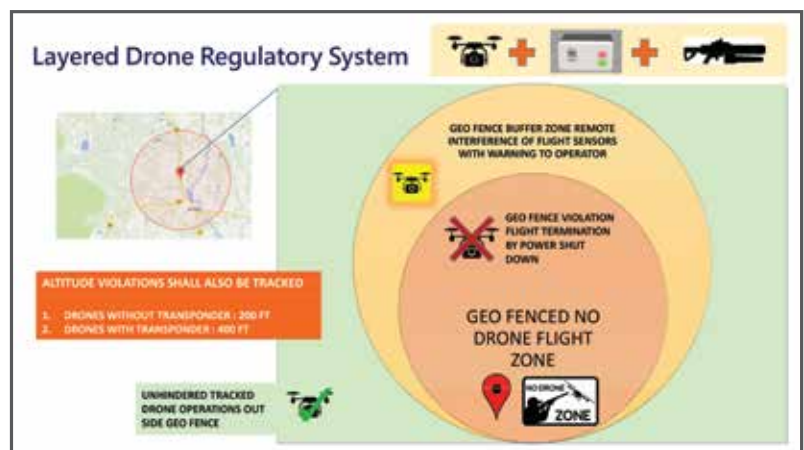 Layered Drone Regulatory System
GEO FENCE BUFFER ZONE REMOTE
INTERFERENCE OF FLIGHT SENSORS
WITH WARNING TO OPERATOR
GEO FENCE VIOLATION
FLIGHT TERMINATION
BY POWER SHUT
DOWN
ALTITUDE VIOLATIONS SHALL ALSO BE TRACKED
1. DRONES WITHOUT TRANSPONDER : 200 FT
2. DRONES WITH TRANSPONDER : 400 FT
GEO FENCED NO
DRONE FLIGHT
ZONE
NO DRONE
ZONE
UNHINDERED TRACKED
DRONE OPERATIONS OUT
SIDE GEO FENCE